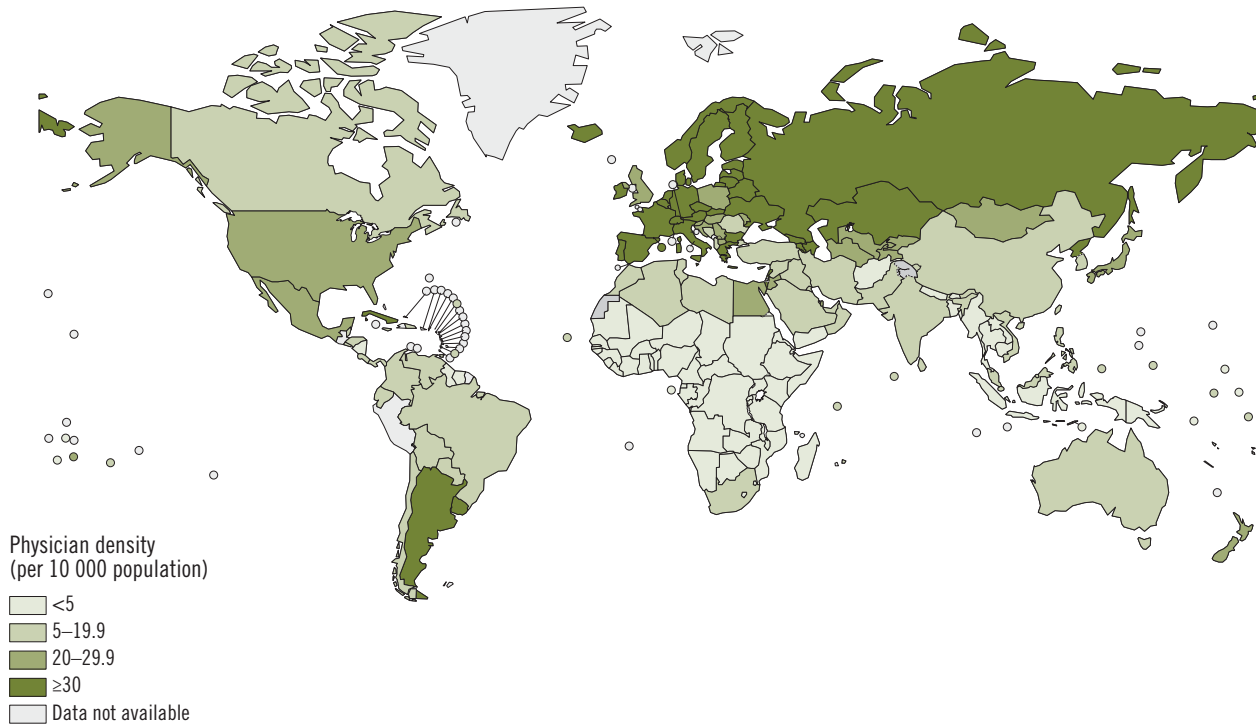 Physician density
(per 10 000 population)
<5
5–19.9
20–29.9
≥30
Data not available